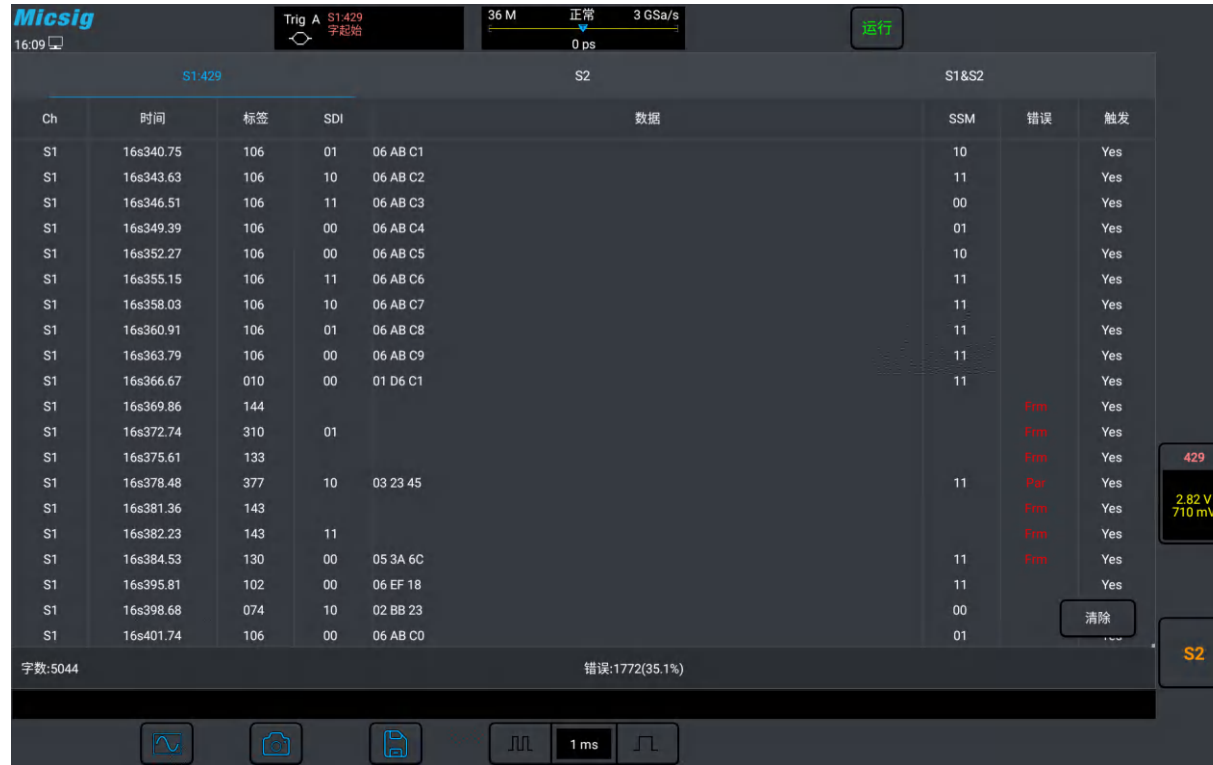 Micsig
16:09
Trig A S1:429
字起始
36 M 正常 3 GSa/s
0 ps
运行
S1:429 S2 S1&S2
Ch 时间 标签 SDI 数据 SSM 错误 触发
S1 16s340.75 106 01 06 AB C1 10 Yes
S1 16s343.63 106 10 06 AB C2 11 Yes
S1 16s346.51 106 11 06 AB C3 00 Yes
S1 16s349.39 106 00 06 AB C4 01 Yes
S1 16s352.27 106 00 06 AB C5 10 Yes
S1 16s355.15 106 11 06 AB C6 11 Yes
S1 16s358.03 106 10 06 AB C7 11 Yes
S1 16s360.91 106 01 06 AB C8 11 Yes
S1 16s363.79 106 00 06 AB C9 11 Yes
S1 16s366.67 010 00 01 D6 C1 11 Yes
S1 16s369.86 144 Frm Yes
S1 16s372.74 310 01 Frm Yes
S1 16s375.61 133 Frm Yes
S1 16s378.48 377 10 03 23 45 11 Par Yes
S1 16s381.36 143 Frm Yes
S1 16s382.23 143 11 Frm Yes
S1 16s384.53 130 00 05 3A 6C 11 Frm Yes
S1 16s395.81 102 00 06 EF 18 11 Yes
S1 16s398.68 074 10 02 BB 23 00
S1 16s401.74 106 00 06 AB C0 01
清除
429
2.82 V
710 mV
S2
字数:5044 错误:1772(35.1%)
1 ms